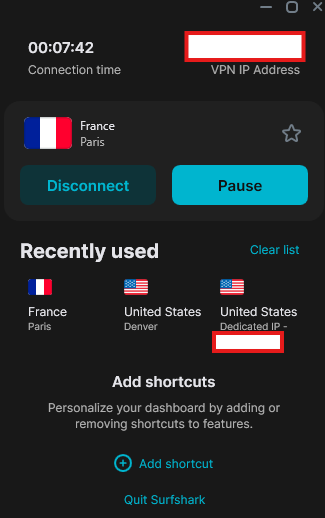 00:07:42
Connection time
VPN IP Address
France
Paris
Disconnect
Pause
Recently used
Clear list
France
Paris
United States
Denver
United States
Dedicated IP -
Add shortcuts
Personalize your dashboard by adding or
removing shortcuts to features.
Add shortcut
Quit Surfshark